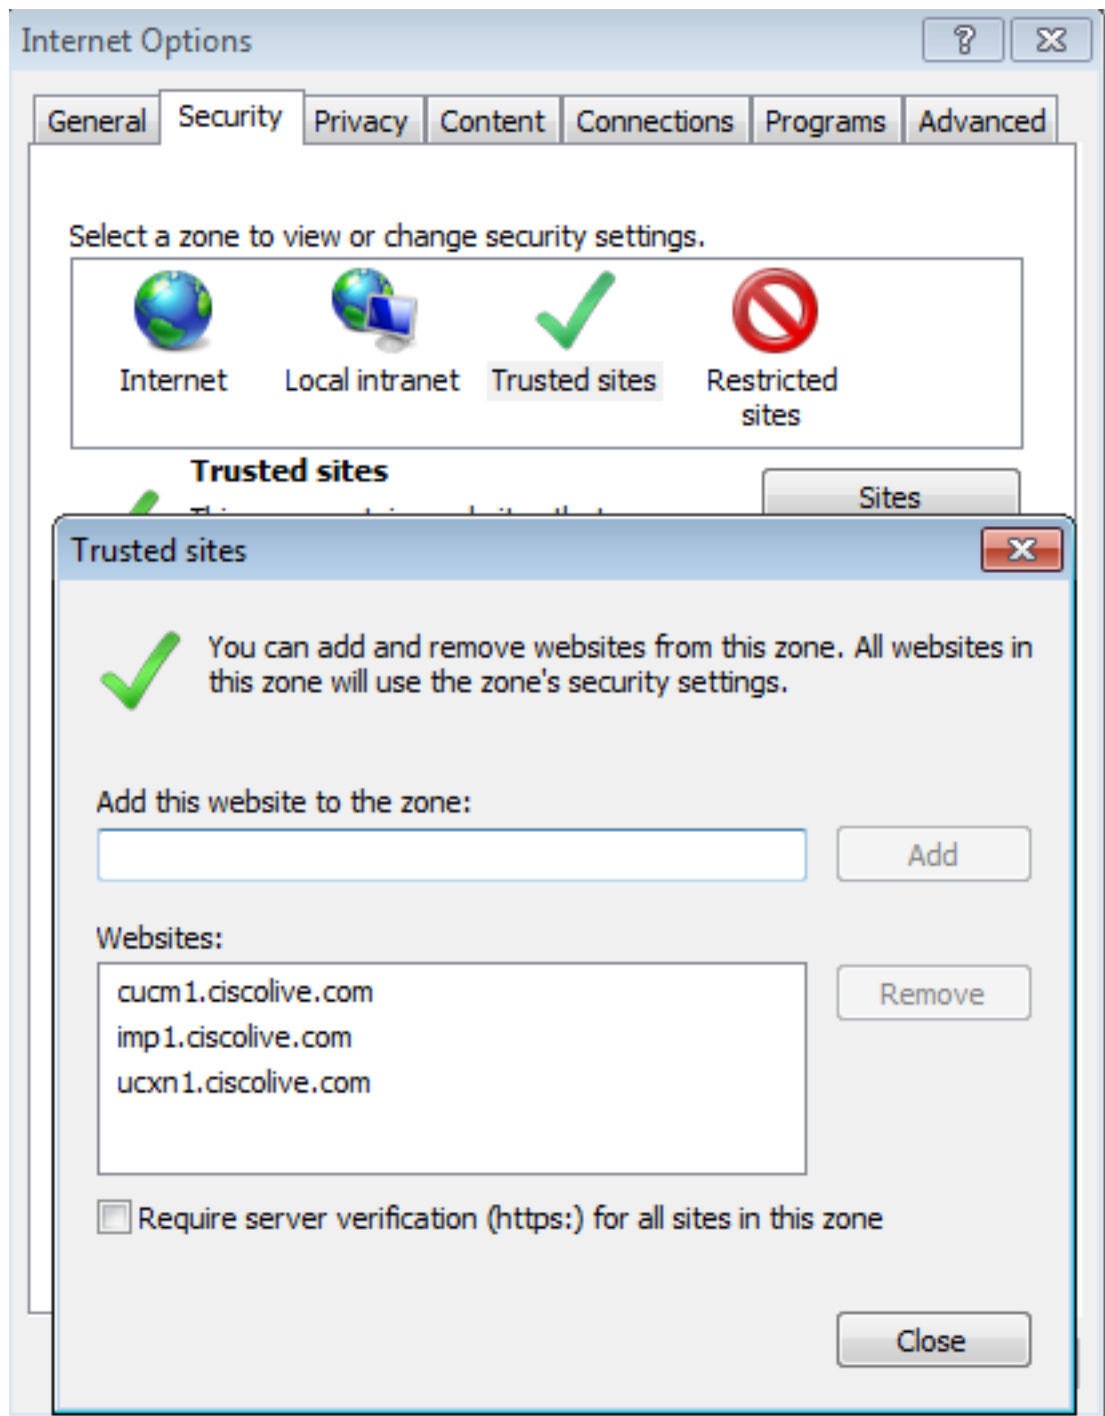 Internet Options
General Security Privacy Content Connections Programs Advanced
Select a zone to view or change security settings.
Internet Local intranet Trusted sites Restricted
sites
Trusted sites
Sites
Trusted sites
You can add and remove websites from this zone. All websites in
this zone will use the zone's security settings.
Add this website to the zone:
Add
Websites:
cucm1.ciscolive.com
Remove
imp1.ciscolive.com
ucxn1.ciscolive.com
Require server verification (https:) for all sites in this zone
Close